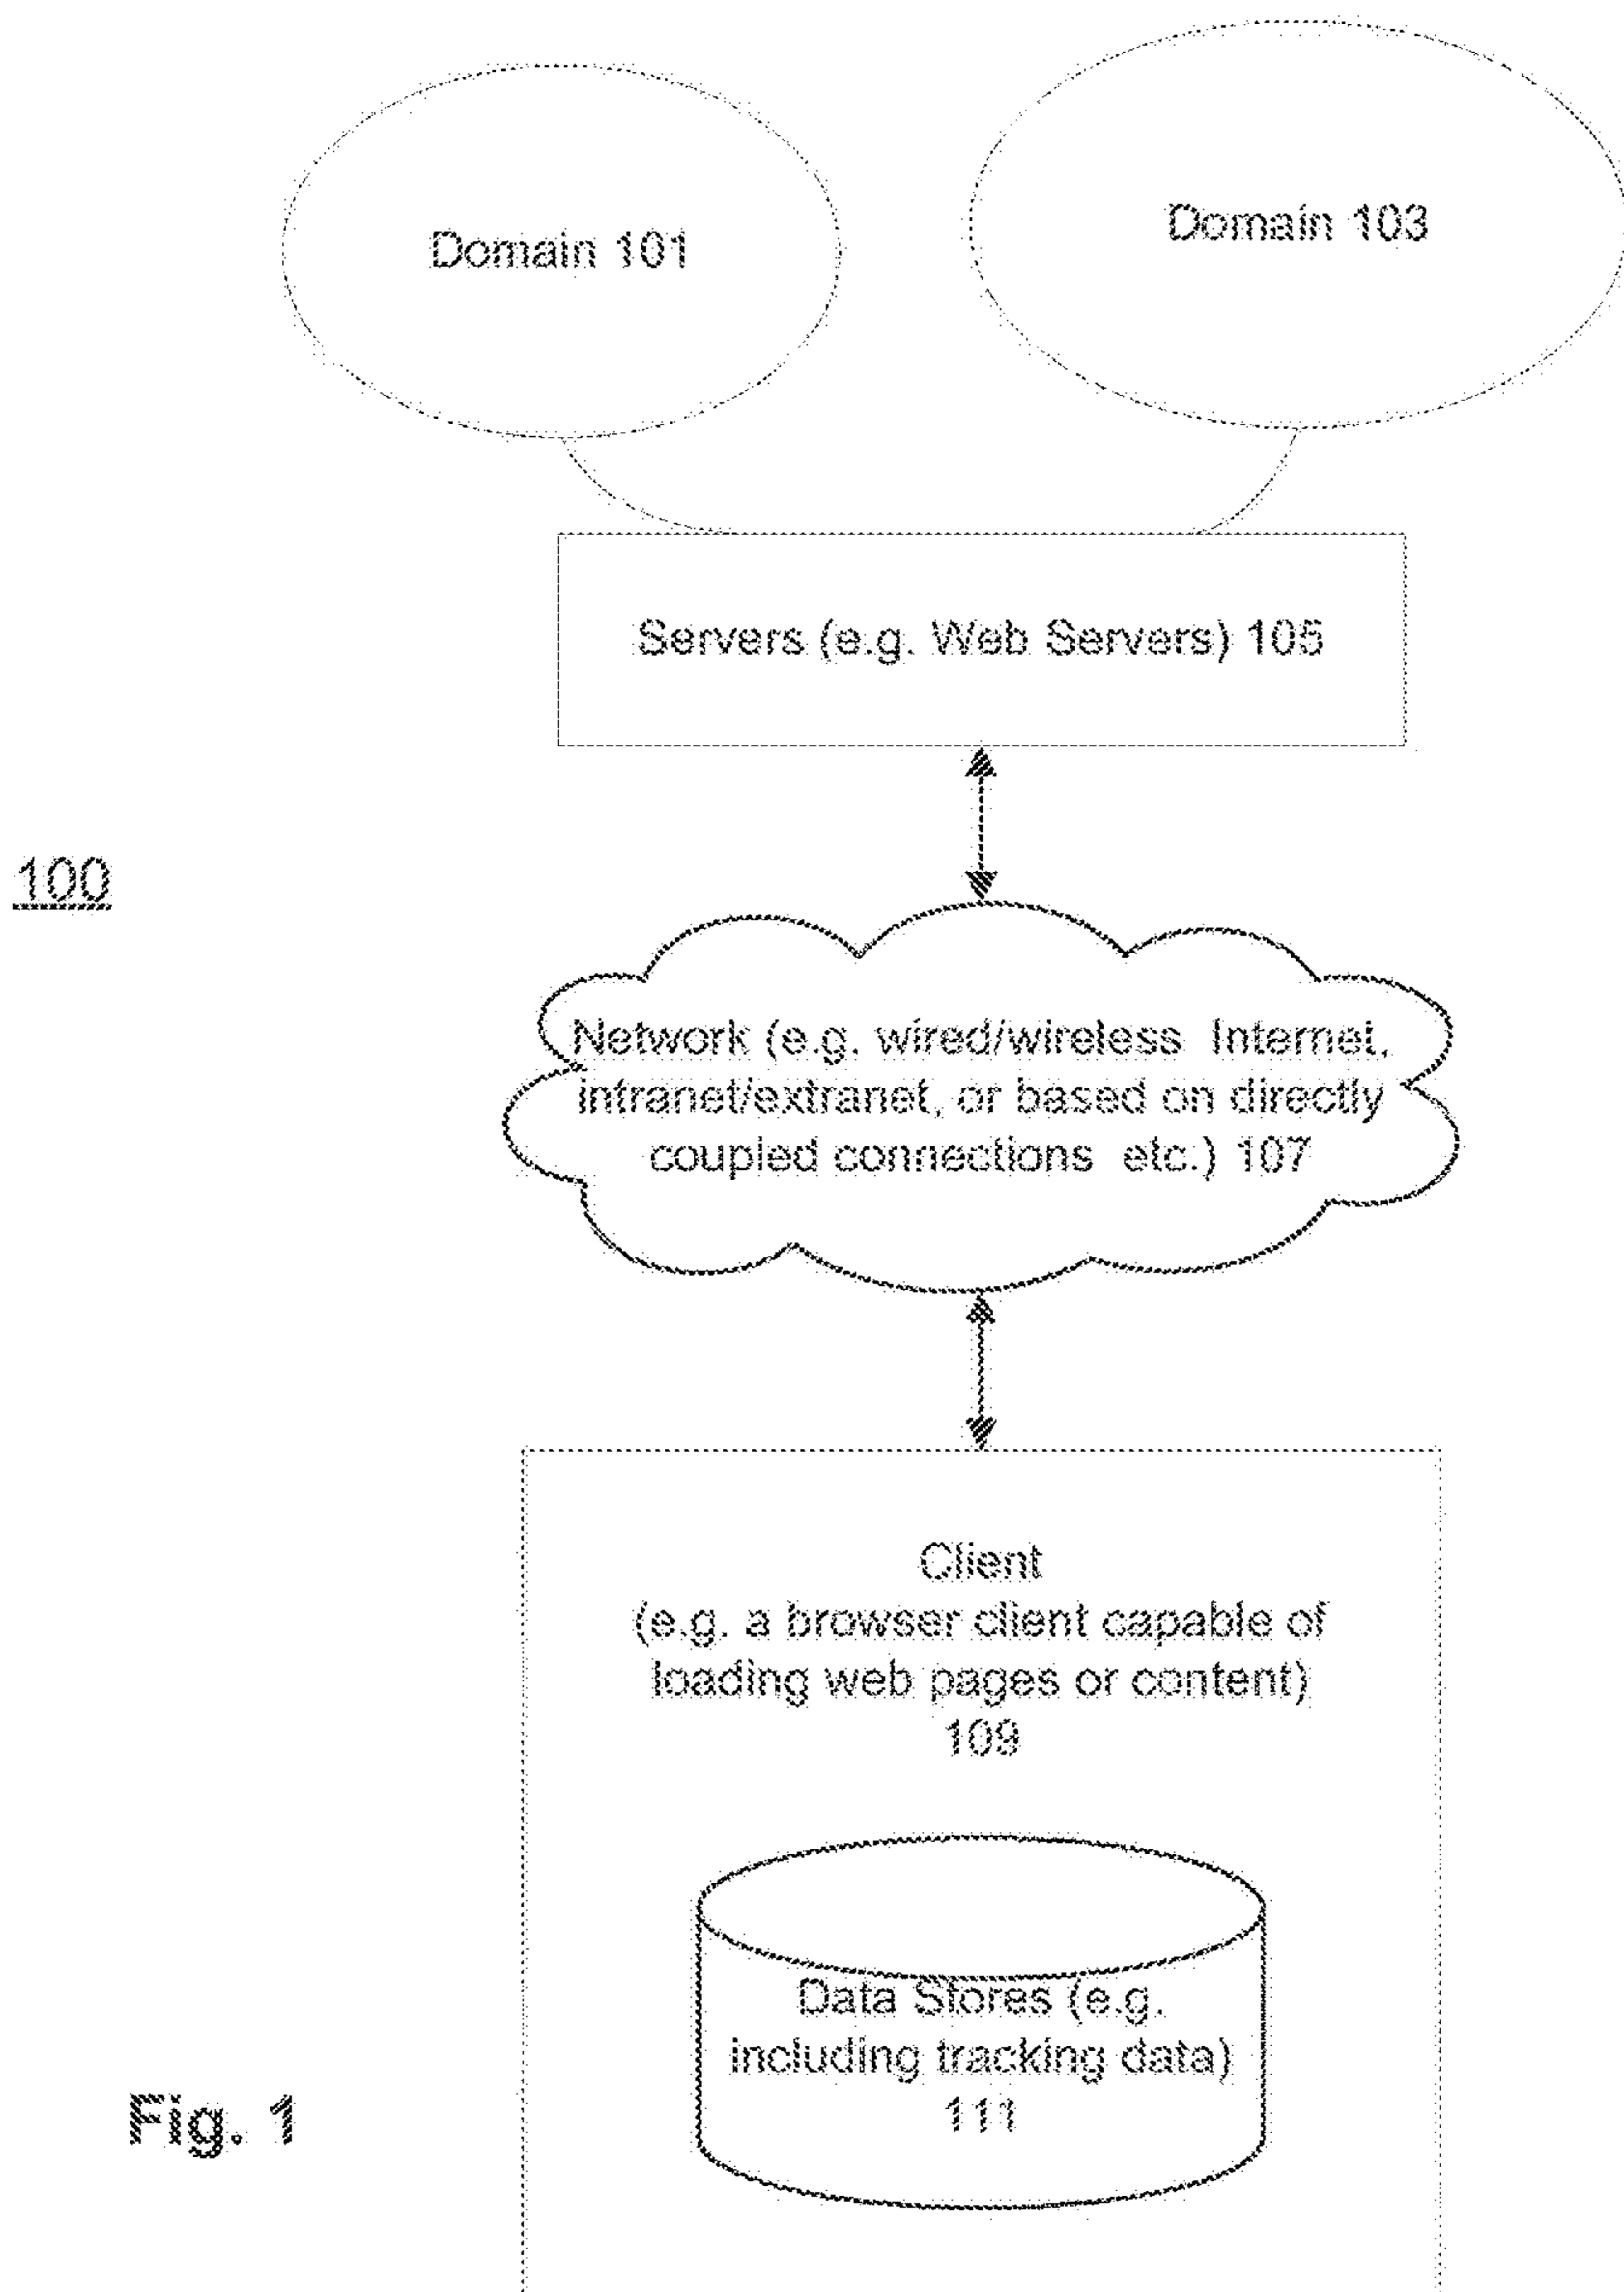 Domain 101
Domain 103
Servers (e.g. Web Servers) 105
100
Network (e.g. wired/wireless Internet,
intranet/extranet, or based on directly
coupled connections etc.) 107
Client
(e.g. a browser client capable of
loading web pages or content)
109
Data Stores (e.g.
including tracking data)
111
Fig. 1